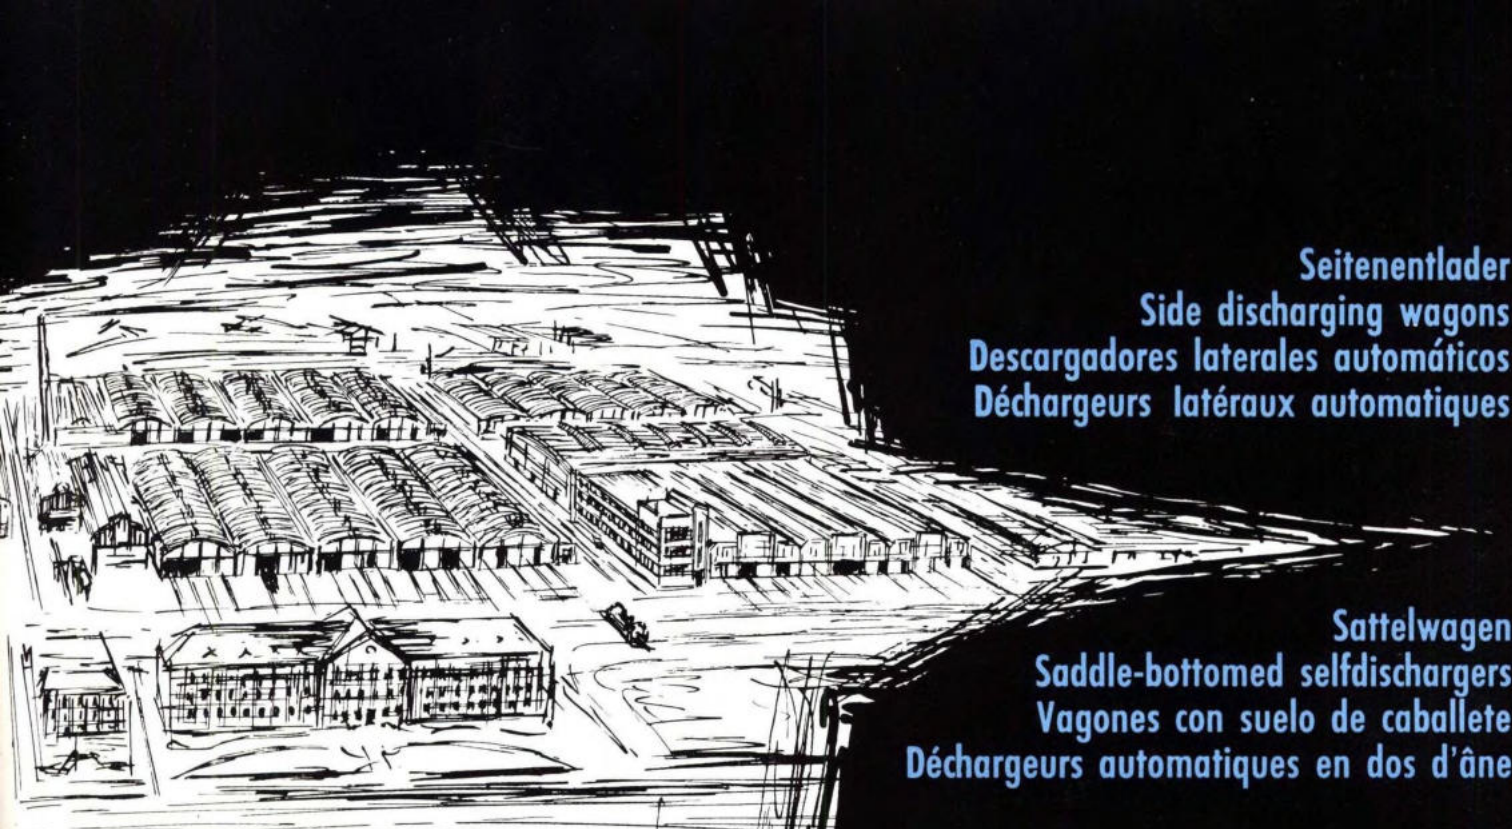 Seitenentlader
Side discharging wagons
Descargadores laterales automáticos
Déchargeurs latéraux automatiques
Sattelwagen
Saddle-bottomed selfdischargers
Vagones con suelo de caballete
Déchargeurs automatiques en dos d'âne